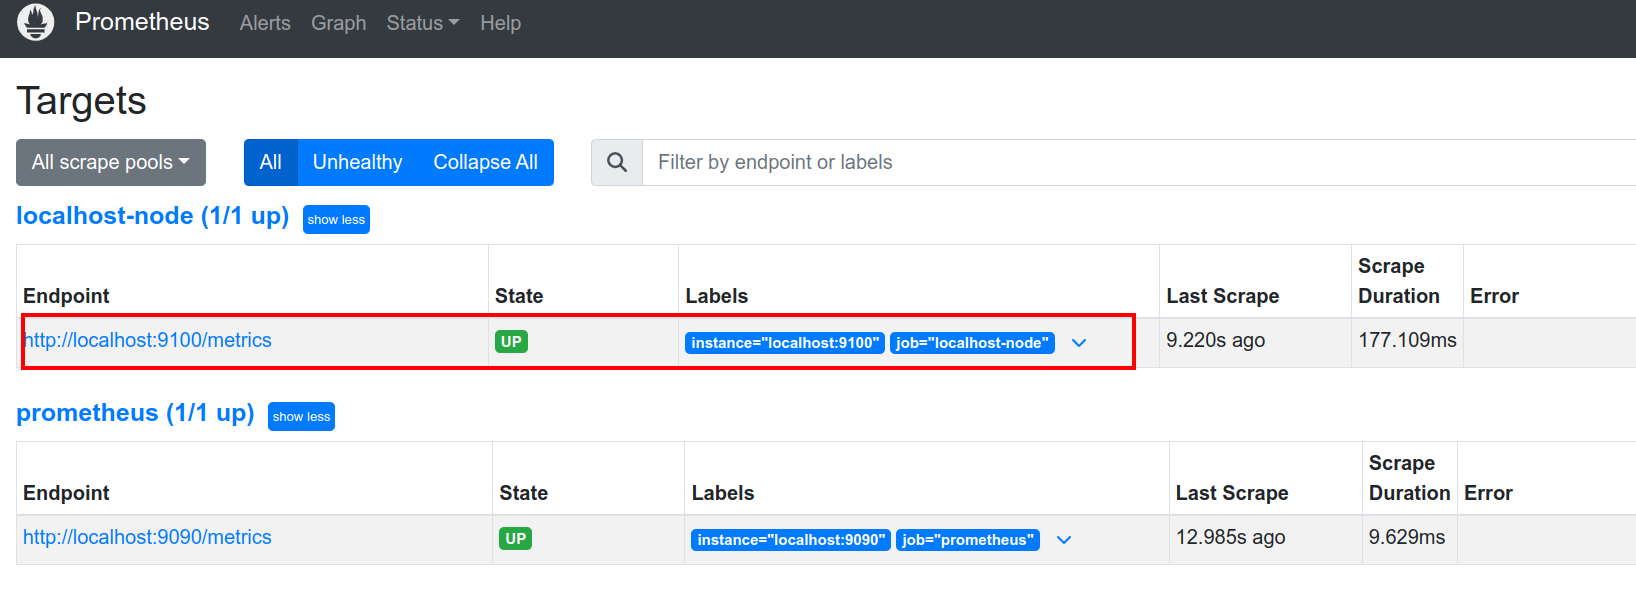 Prometheus Alerts Graph Status Help
Targets
All scrape pools All Unhealthy Collapse All Filter by endpoint or labels
localhost-node (1/1 up) show less
Endpoint State Labels Last Scrape Scrape Duration Error
http://localhost:9100/metrics UP instance="localhost:9100" job="localhost-node" 9.220s ago 177.109ms
prometheus (1/1 up) show less
Endpoint State Labels Last Scrape Scrape Duration Error
http://localhost:9090/metrics UP instance="localhost:9090" job="prometheus" 12.985s ago 9.629ms